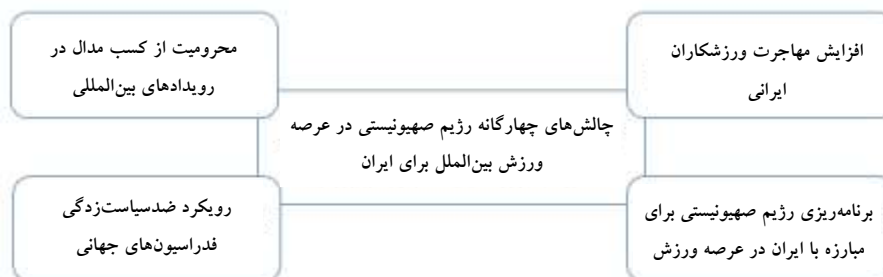 افزایش مهاجرت ورزشکاران
ایرانی
محرومیت از کسب مدال در
رویدادهای بین‌المللی
چالش‌های چهارگانه رژیم صهیونیستی در عرصه
ورزش بین‌الملل برای ایران
برنامه‌ریزی رژیم صهیونیستی برای
مبارزه با ایران در عرصه ورزش
رویکرد ضدسیاست‌زدگی
فدراسیون‌های جهانی